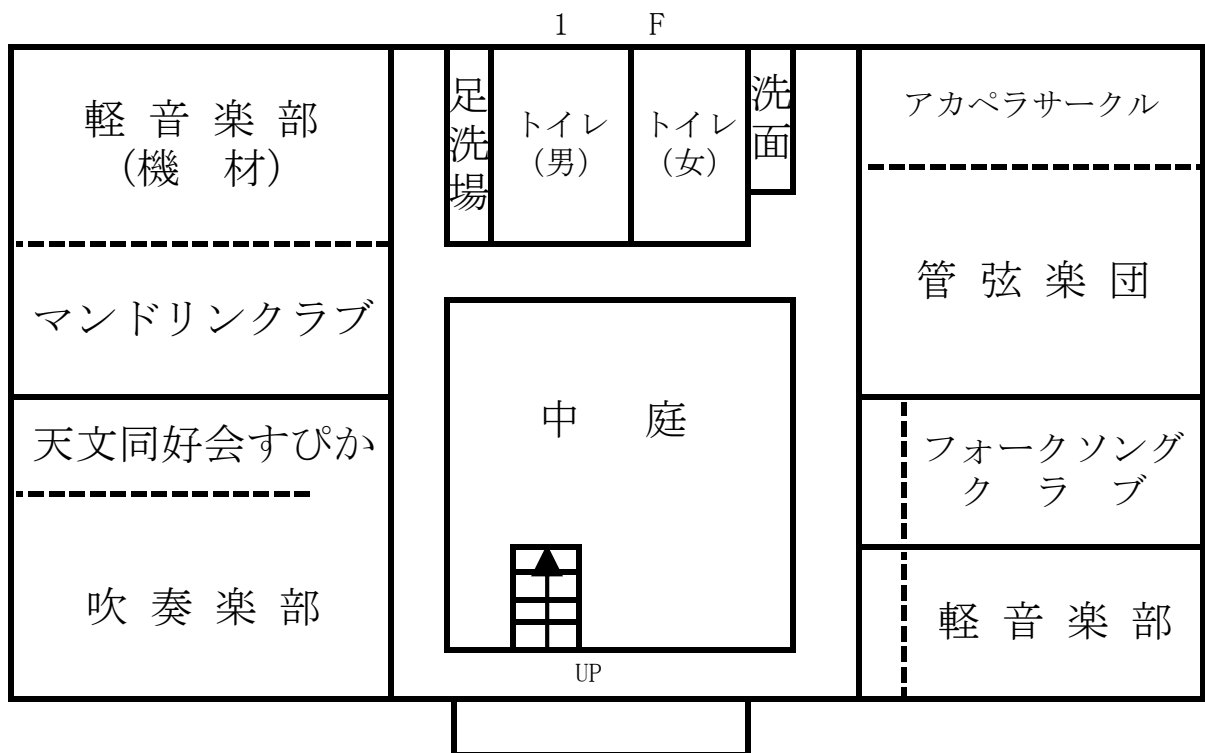 1 F
軽音楽部
(機 材)
マンドリンクラブ
天文同好会すぴか
吹奏楽部
足洗場
トイレ
(男)
トイレ
(女)
洗面
中 庭
UP
アカペラサークル
管弦楽団
フォークソング
クラブ
軽音楽部